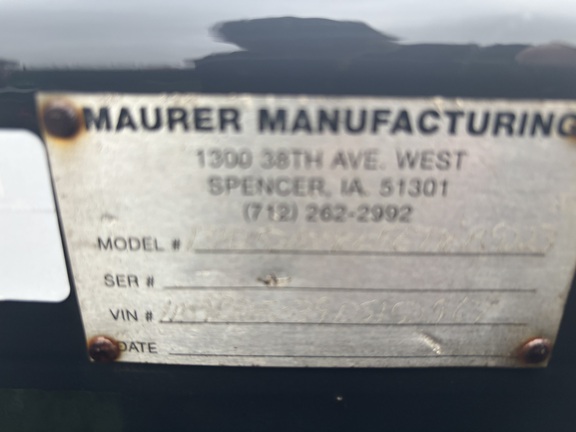 MAURER MANUFACTURING
1300 38TH AVE. WEST
SPENCER, IA. 51301
(712) 262-2992
MODEL #
SER #
VIN #
DATE